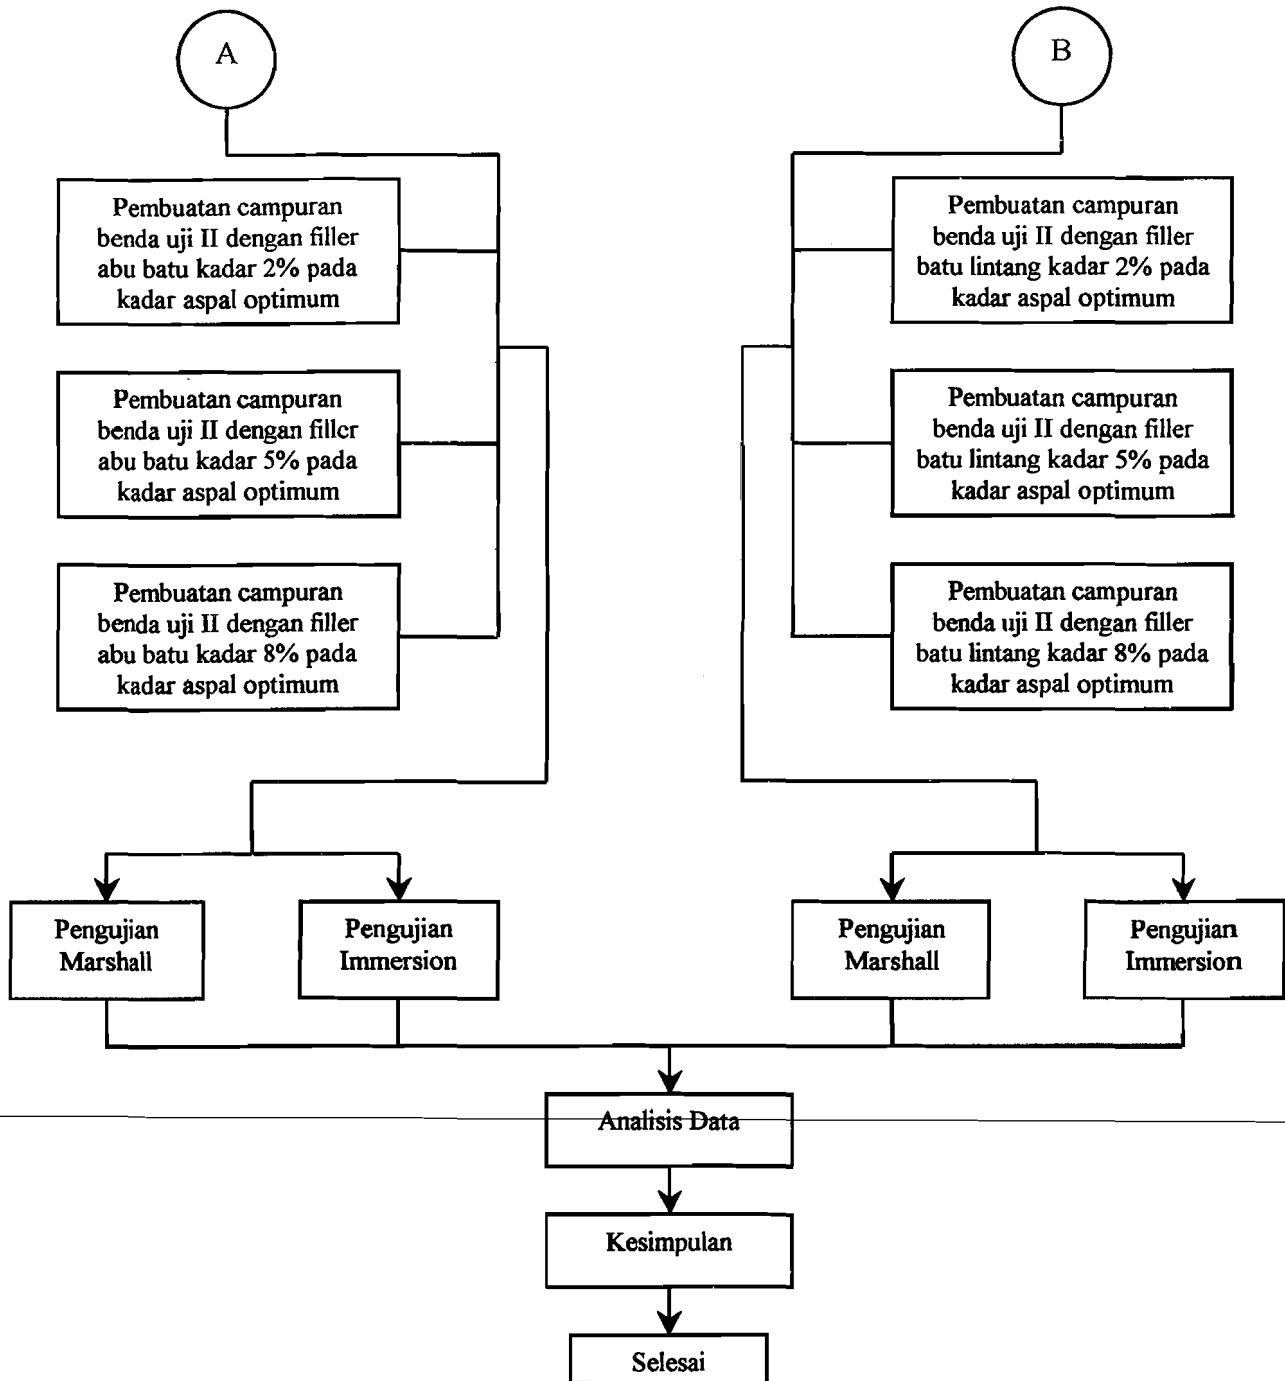 A
B
Pembuatan campuran
benda uji II dengan filler
abu batu kadar 2% pada
kadar aspal optimum
Pembuatan campuran
benda uji II dengan filler
batu lintang kadar 2% pada
kadar aspal optimum
Pembuatan campuran
benda uji II dengan filler
abu batu kadar 5% pada
kadar aspal optimum
Pembuatan campuran
benda uji II dengan filler
batu lintang kadar 5% pada
kadar aspal optimum
Pembuatan campuran
benda uji II dengan filler
abu batu kadar 8% pada
kadar aspal optimum
Pembuatan campuran
benda uji II dengan filler
batu lintang kadar 8% pada
kadar aspal optimum
Pengujian
Marshall
Pengujian
Immersion
Pengujian
Marshall
Pengujian
Immersion
Analisis Data
Kesimpulan
Selesai